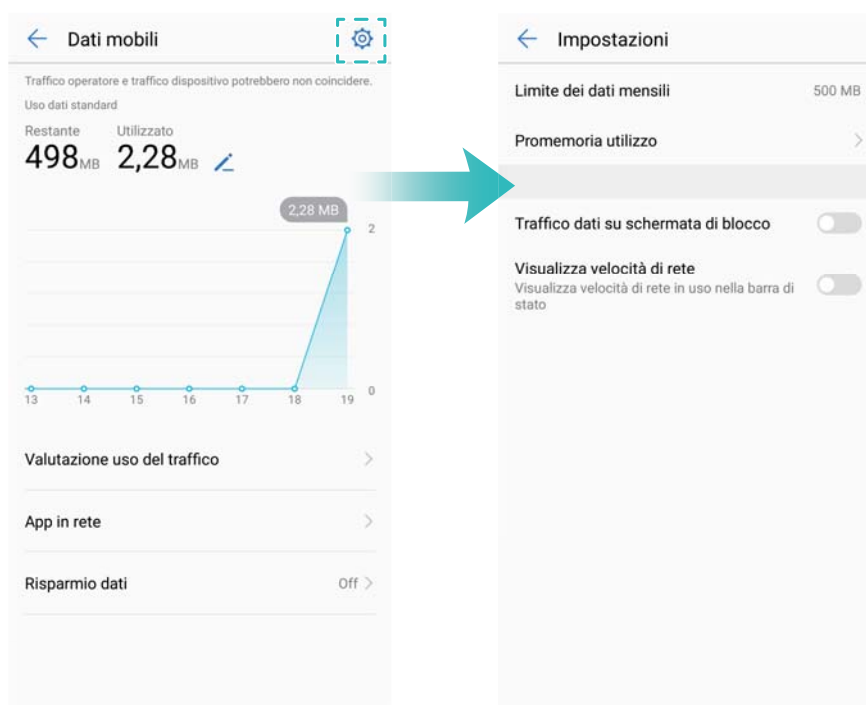 Dati mobili
Traffico operatore e traffico dispositivo potrebbero non coincidere.
Uso dati standard
Restante Utilizzato
498MB 2,28MB
2,28 MB
2
0
13 14 15 16 17 18 19
Valutazione uso del traffico
App in rete
Risparmio dati Off
Impostazioni
Limite dei dati mensili 500 MB
Promemoria utilizzo
Traffico dati su schermata di blocco
Visualizza velocità di rete
Visualizza velocità di rete in uso nella barra di
stato